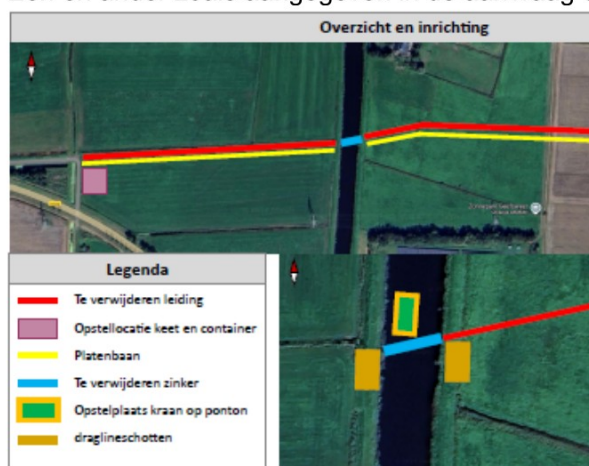 Overzicht en inrichting
Legenda
Te verwijderen leiding
Opstellocatie keet en container
Platenbaan
Te verwijderen zinker
Opstelplaats kraan op ponton
draglineschotten